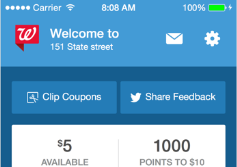 Carrier 8:08 AM 100%
W
Welcome to
151 State street
Clip Coupons Share Feedback
$5 1000
AVAILABLE POINTS TO $10